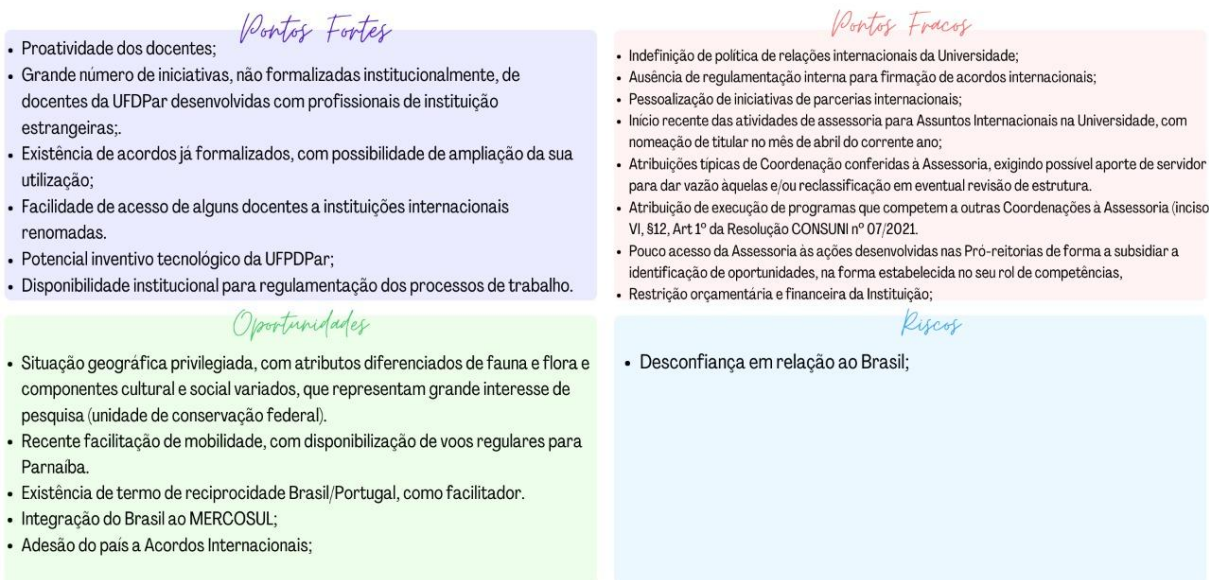 Pontos Fortes
• Proatividade dos docentes;
• Grande número de iniciativas, não formalizadas institucionalmente, de
docentes da UFDPar desenvolvidas com profissionais de instituição
estrangeiras;.
• Existência de acordos já formalizados, com possibilidade de ampliação da sua
utilização;
• Facilidade de acesso de alguns docentes a instituições internacionais
renomadas.
• Potencial inventivo tecnológico da UFPDPar;
• Disponibilidade institucional para regulamentação dos processos de trabalho.
Pontos Fracos
• Indefinição de política de relações internacionais da Universidade;
• Ausência de regulamentação interna para firmação de acordos internacionais;
• Pessoalização de iniciativas de parcerias internacionais;
• Início recente das atividades de assessoria para Assuntos Internacionais na Universidade, com
nomeação de titular no mês de abril do corrente ano;
• Atribuições típicas de Coordenação conferidas à Assessoria, exigindo possível aporte de servidor
para dar vazão àquelas e/ou reclassificação em eventual revisão de estrutura.
• Atribuição de execução de programas que competem a outras Coordenações à Assessoria (inciso
VI, §12, Art 1º da Resolução CONSUNI nº 07/2021.
• Pouco acesso da Assessoria às ações desenvolvidas nas Pró-reitorias de forma a subsidiar a
identificação de oportunidades, na forma estabelecida no seu rol de competências,
• Restrição orçamentária e financeira da Instituição;
Oportunidades
• Situação geográfica privilegiada, com atributos diferenciados de fauna e flora e
componentes cultural e social variados, que representam grande interesse de
pesquisa (unidade de conservação federal).
• Recente facilitação de mobilidade, com disponibilização de voos regulares para
Parnaíba.
• Existência de termo de reciprocidade Brasil/Portugal, como facilitador.
• Integração do Brasil ao MERCOSUL;
• Adesão do país a Acordos Internacionais;
Riscos
• Desconfiança em relação ao Brasil;